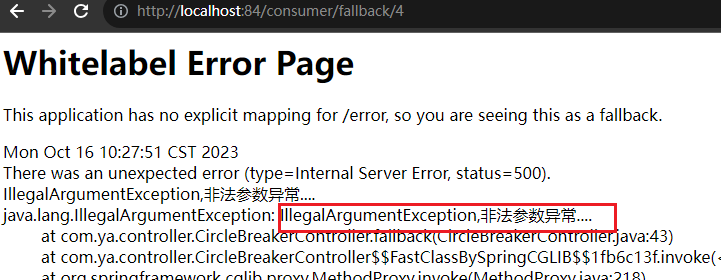 http://localhost:84/consumer/fallback/4
Whitelabel Error Page
This application has no explicit mapping for /error, so you are seeing this as a fallback.
Mon Oct 16 10:27:51 CST 2023
There was an unexpected error (type=Internal Server Error, status=500).
IllegalArgumentException,非法参数异常....
java.lang.IllegalArgumentException: IllegalArgumentException,非法参数异常....
at com.ya.controller.CircleBreakerController.fallback(CircleBreakerController.java:43)
at com.ya.controller.CircleBreakerController$$FastClassBySpringCGLIB$$1fb6c13f.invoke(
at org.springframework.cglib.proxy.MethodProxy.invoke(MethodProxy.java:218)